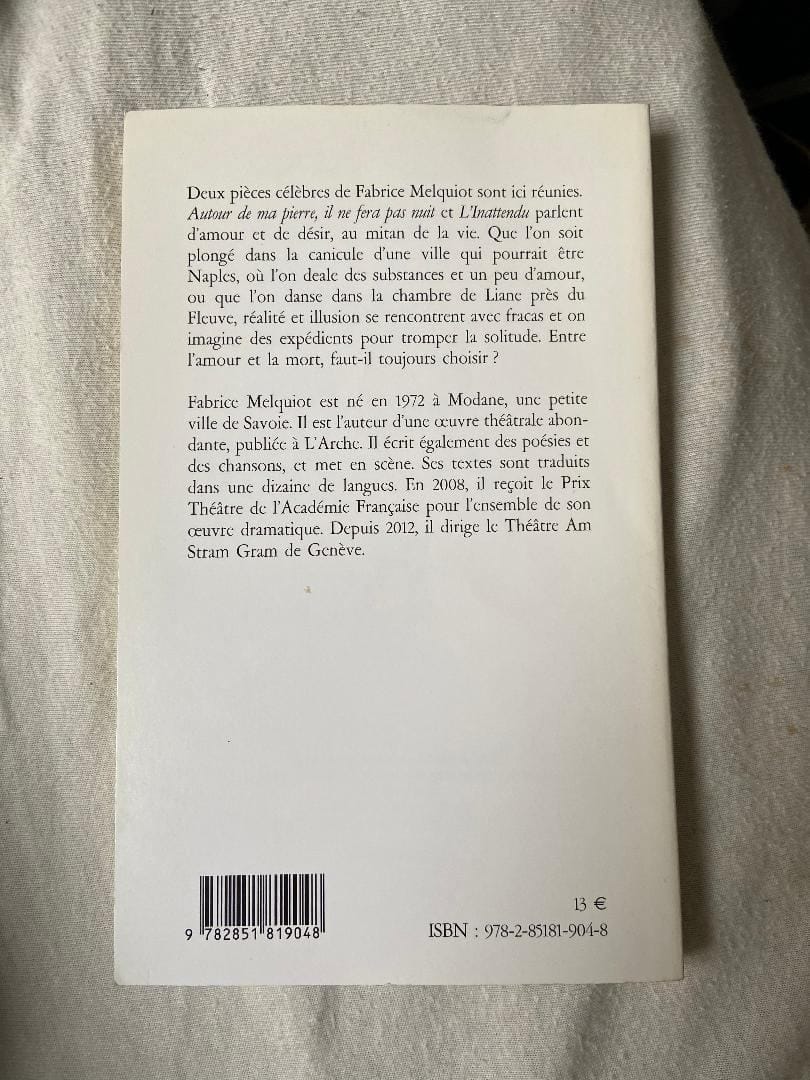 Deux pièces célèbres de Fabrice Melquiot sont ici réunies.
Autour de ma pierre, il ne fera pas nuit et L'Inattendu parlent
d'amour et de désir, au mitan de la vie. Que l'on soit
plongé dans la canicule d'une ville qui pourrait être
Naples, où l'on deale des substances et un peu d'amour,
ou que l'on danse dans la chambre de Liane près du
Fleuve, réalité et illusion se rencontrent avec fracas et on
imagine des expédients pour tromper la solitude. Entre
l'amour et la mort, faut-il toujours choisir ?
Fabrice Melquiot est né en 1972 à Modane, une petite
ville de Savoie. Il est l'auteur d'une œuvre théâtrale abon-
dante, publiée à L'Arche. Il écrit également des poésies et
des chansons, et met en scène. Ses textes sont traduits
dans une dizaine de langues. En 2008, il reçoit le Prix
Théâtre de l'Académie Française pour l'ensemble de son
œuvre dramatique. Depuis 2012, il dirige le Théâtre Am
Stram Gram de Genève.
13 €
ISBN : 978-2-85181-904-8
9 782851 819048